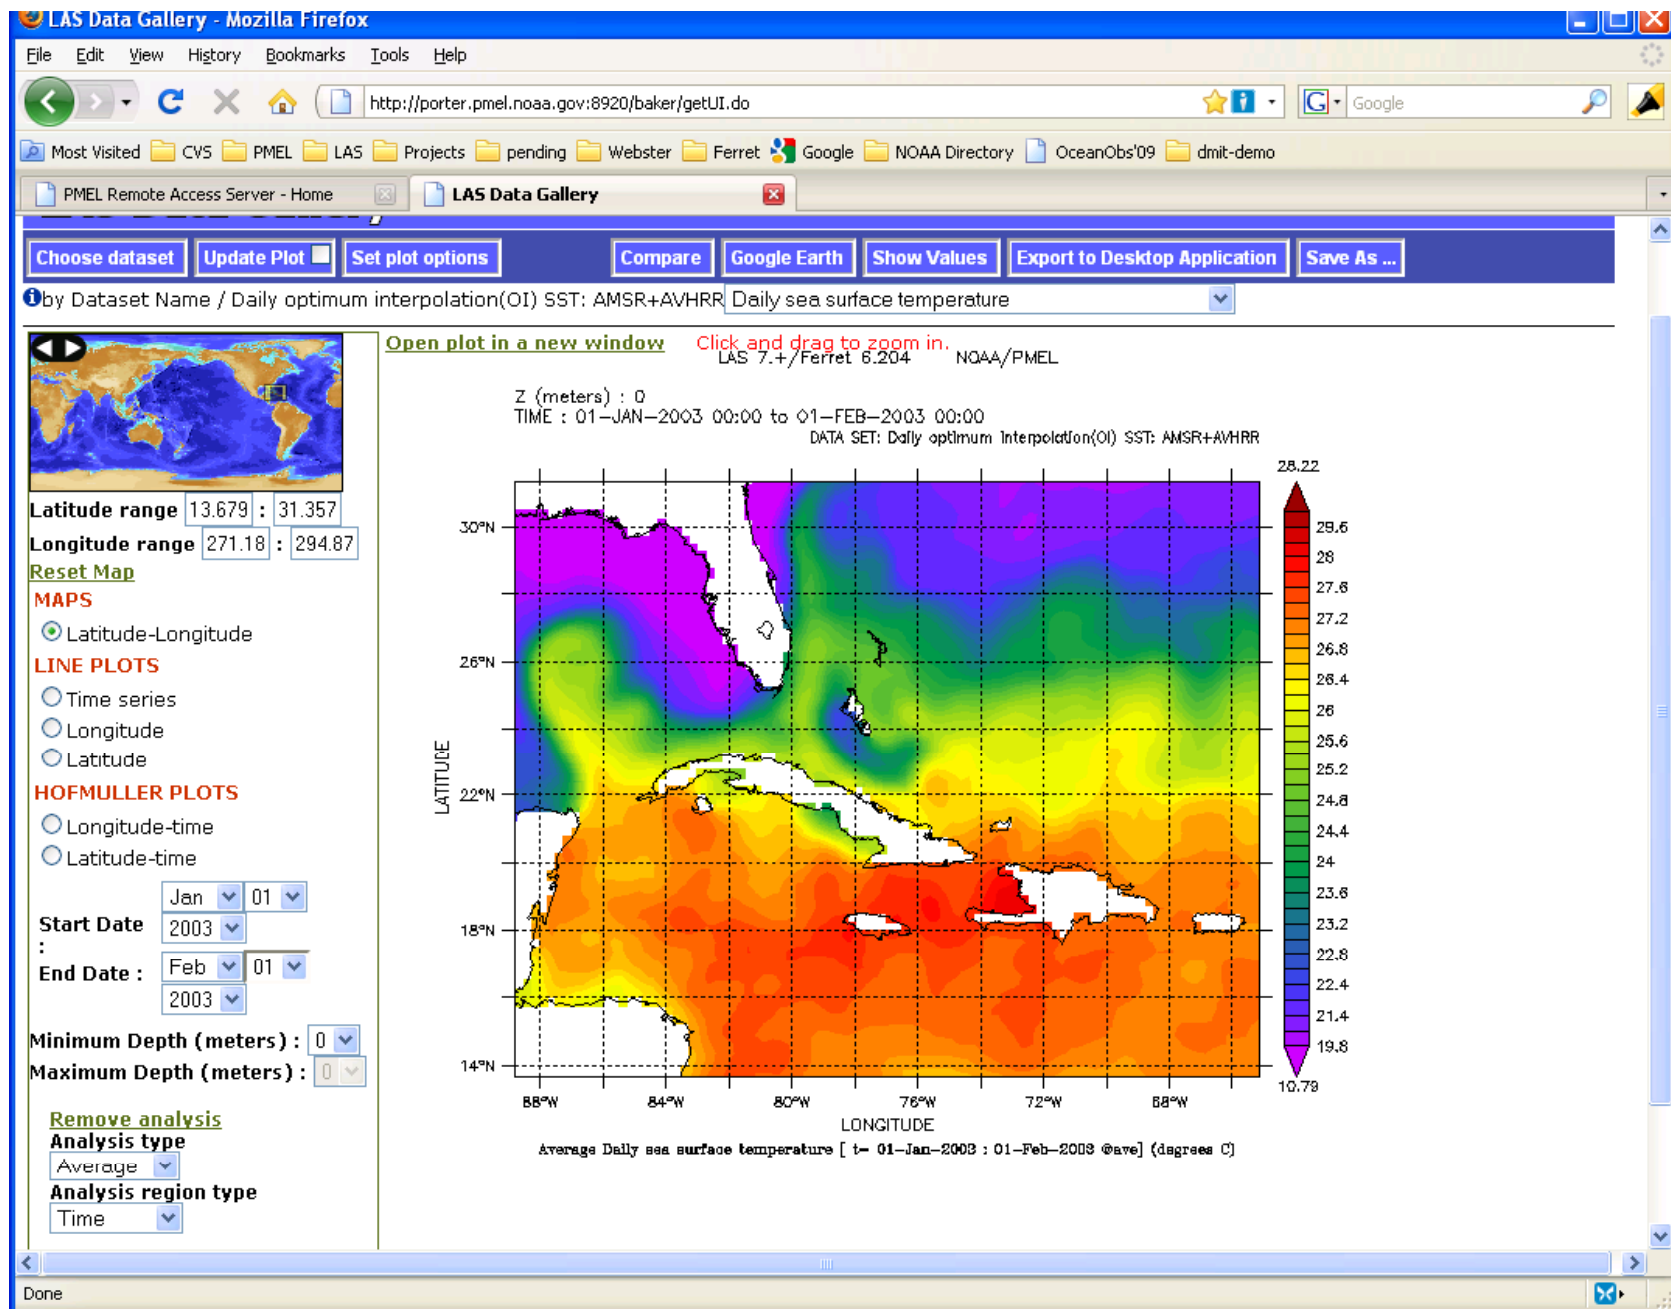 LAS Data Gallery - Mozilla Firefox
File Edit View History Bookmarks Tools Help
http://porter.pmel.noaa.gov:8920/baker/getUI.do
G Google
Most Visited CVS PMEL LAS Projects pending Webster Ferret Google NOAA Directory OceanObs'09 dmit-demo
PMEL Remote Access Server - Home LAS Data Gallery
Choose dataset Update Plot Set plot options Compare Google Earth Show Values Export to Desktop Application Save As ...
by Dataset Name / Daily optimum interpolation(OI) SST: AMSR+AVHRR Daily sea surface temperature
Open plot in a new window Click and drag to zoom in.
LAS 7.+/Ferret 6.204 NOAA/PMEL
Z (meters) : 0
TIME : 01-JAN-2003 00:00 to 01-FEB-2003 00:00
DATA SET: Daily optimum interpolation(OI) SST: AMSR+AVHRR
Latitude range 13.679 : 31.357
Longitude range 271.18 : 294.87
Reset Map
MAPS
Latitude-Longitude
LINE PLOTS
Time series
Longitude
Latitude
HOFMULLER PLOTS
Longitude-time
Latitude-time
Start Date : Jan 01 2003
End Date : Feb 01 2003
Minimum Depth (meters) : 0
Maximum Depth (meters) : 0
Remove analysis
Analysis type
Average
Analysis region type
Time
LATITUDE
30°N
26°N
22°N
18°N
14°N
88°W 84°W 80°W 76°W 72°W 68°W
LONGITUDE
Average Daily sea surface temperature [ t= 01-Jan-2003 : 01-Feb-2003 @ave] (degrees C)
28.22
29.6
28
27.6
27.2
26.8
26.4
26
25.6
25.2
24.8
24.4
24
23.6
23.2
22.8
22.4
21.4
19.8
10.79
Done